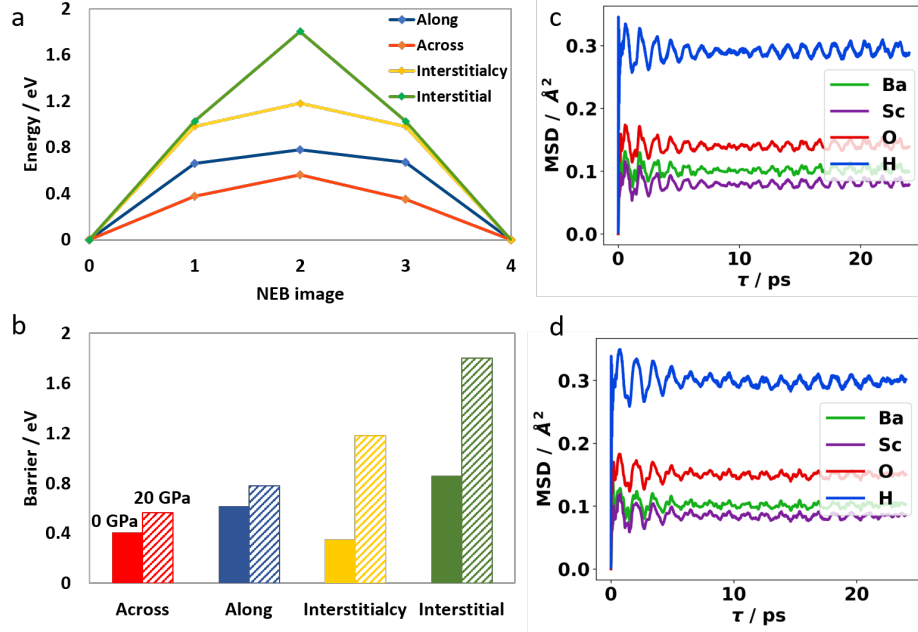 a
Energy / eV
2
1.6
1.2
0.8
0.4
0
0 1 2 3 4
NEB image
Along
Across
Interstitialcy
Interstitial
b
Barrier / eV
2
1.6
1.2
0.8
0.4
0
0 GPa
20 GPa
Across Along Interstitialcy Interstitial
c
MSD / Å²
0.3
0.2
0.1
0.0
0 10 20
τ / ps
Ba
Sc
O
H
d
MSD / Å²
0.3
0.2
0.1
0.0
0 10 20
τ / ps
Ba
Sc
O
H